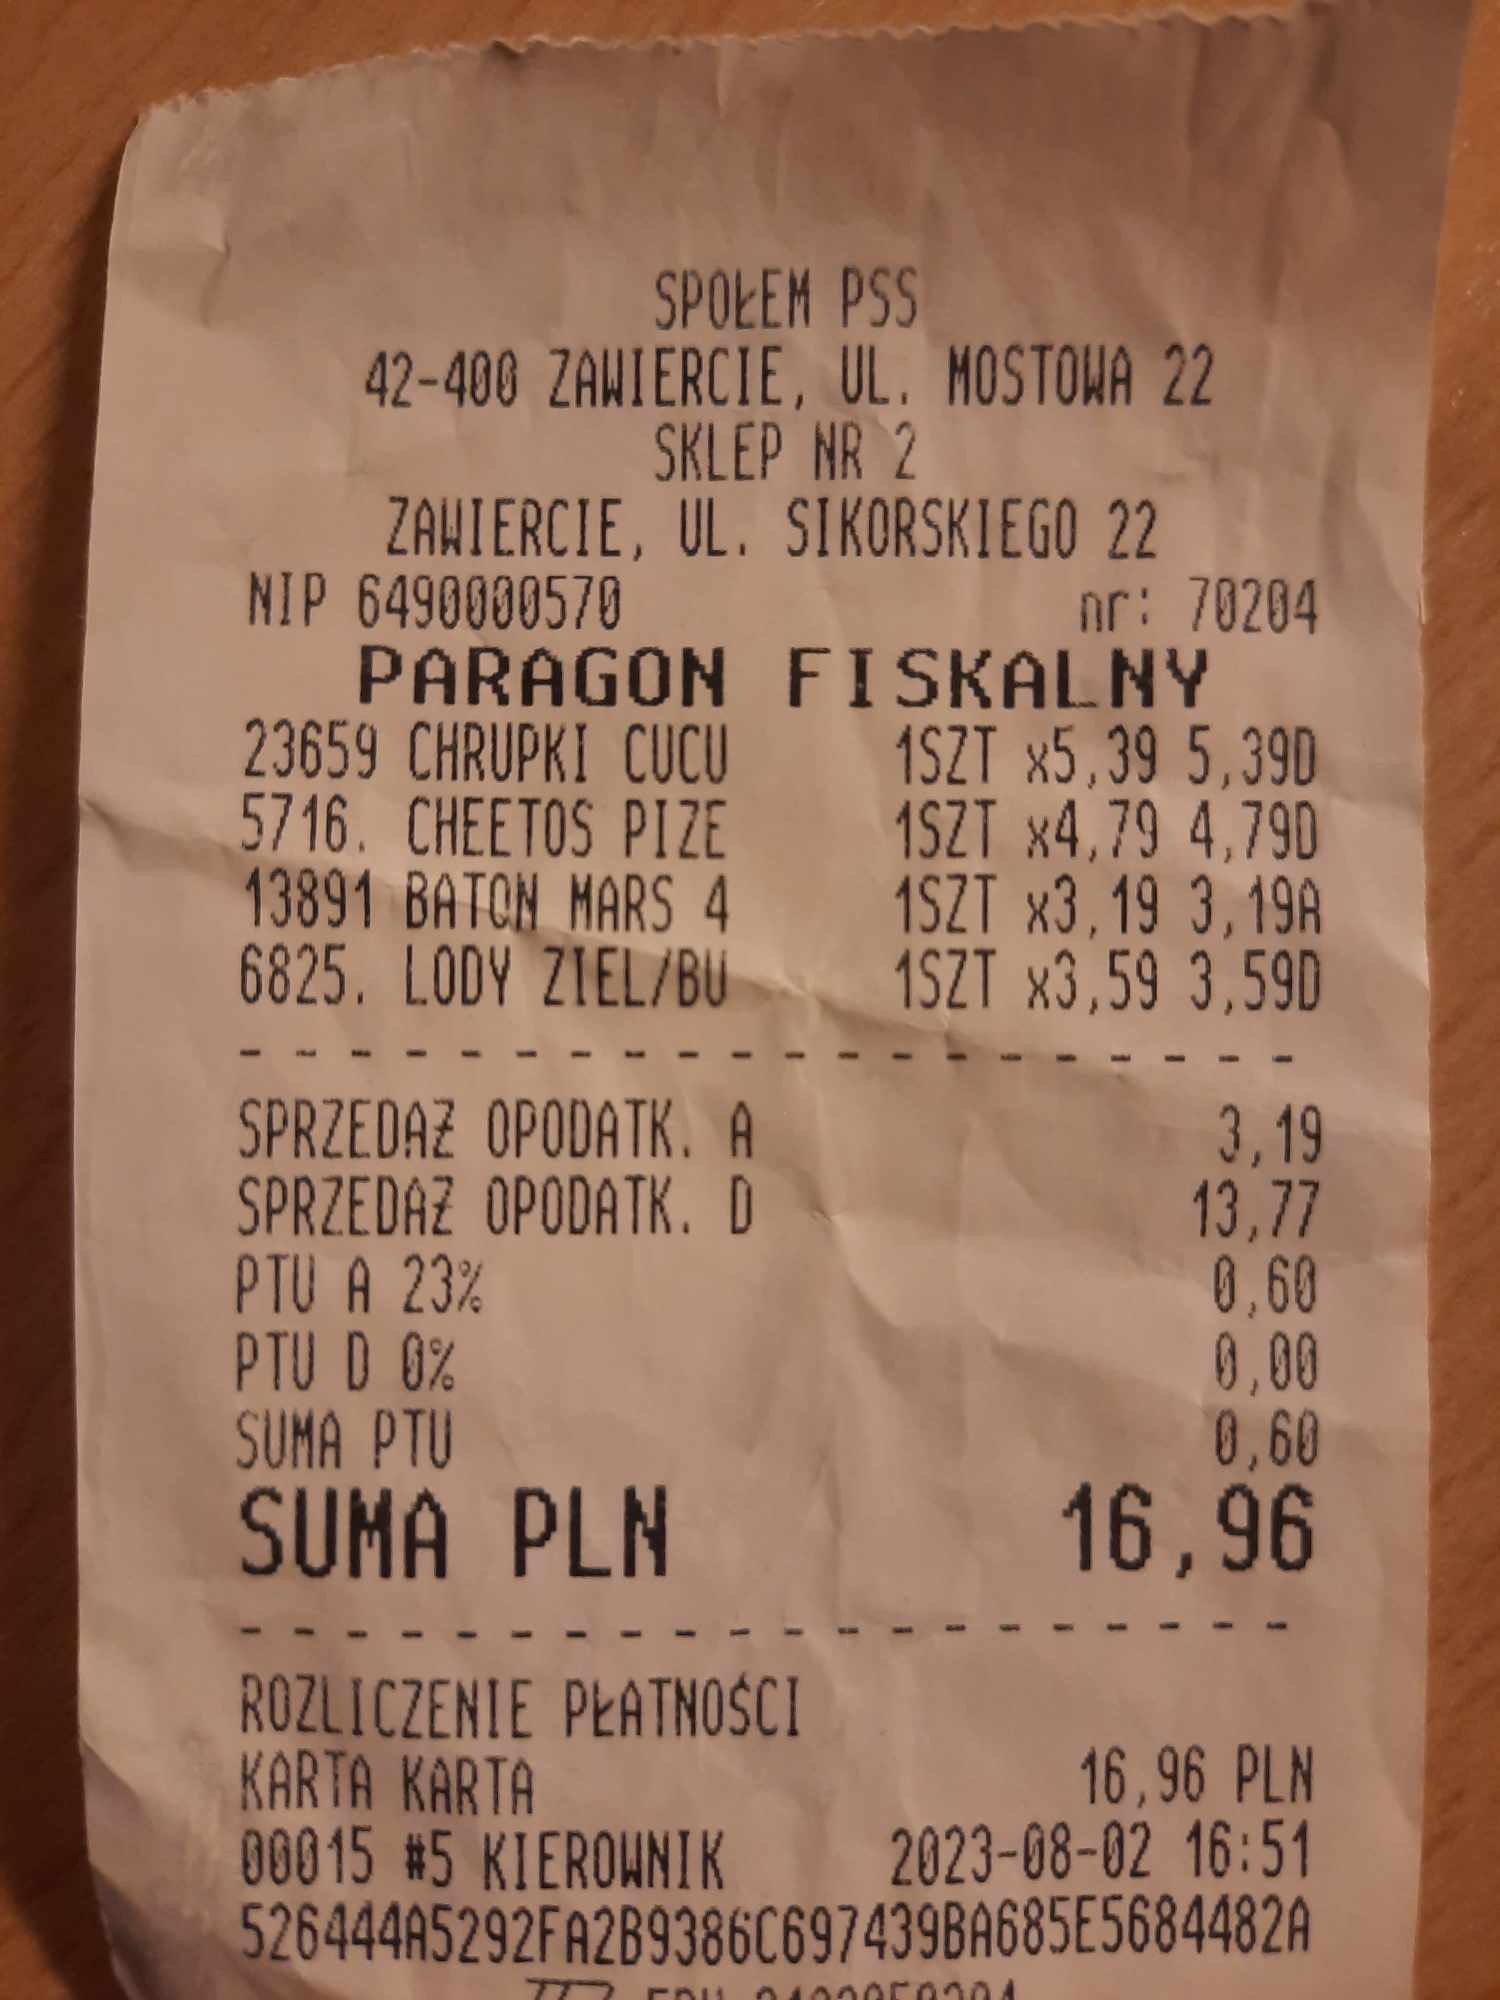 SPOŁEM PSS
42-400 ZAWIERCIE, UL. MOSTOWA 22
SKLEP NR 2
ZAWIERCIE, UL. SIKORSKIEGO 22
NIP 6490000570 nr: 70204
PARAGON FISKALNY
23659 CHRUPKI CUCU 1SZT x5,39 5,39D
5716. CHEETOS PIZE 1SZT x4,79 4,79D
13891 BATON MARS 4 1SZT x3,19 3,19A
6825. LODY ZIEL/BU 1SZT x3,59 3,59D
- - - - - - - - - - - - - - - - - - - -
SPRZEDAŻ OPODATK. A 3,19
SPRZEDAŻ OPODATK. D 13,77
PTU A 23% 0,60
PTU D 0% 0,00
SUMA PTU 0,60
SUMA PLN 16,96
- - - - - - - - - - - - - - - - - - - -
ROZLICZENIE PŁATNOŚCI
KARTA KARTA 16,96 PLN
00015 #5 KIEROWNIK 2023-08-02 16:51
526444A5292FA2B9386C697439BA685E5684482A